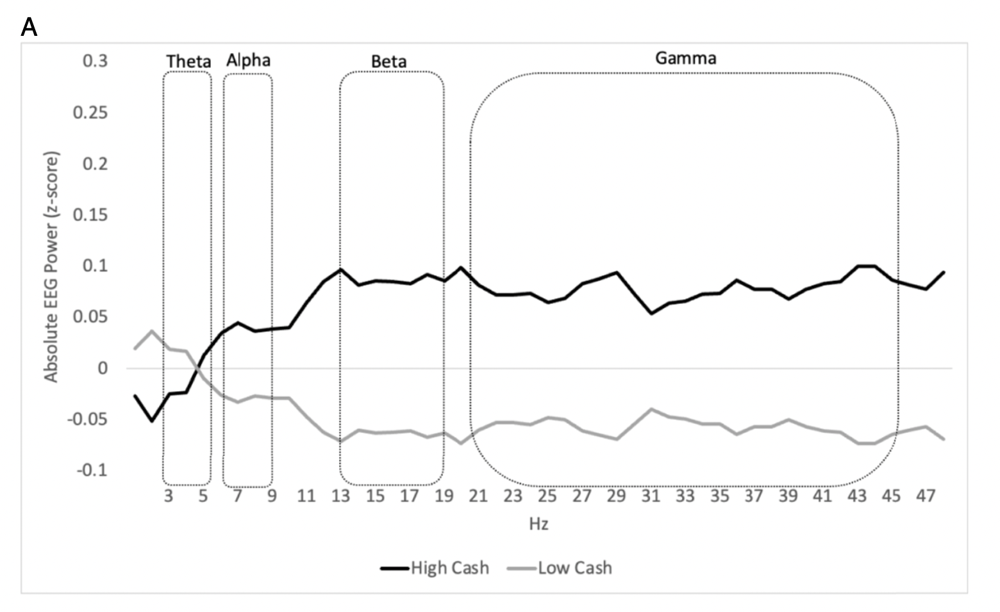 A
Theta Alpha Beta Gamma
0.3
0.25
0.2
0.15
0.1
0.05
0
-0.05
-0.1
Absolute EEG Power (z-score)
3 5 7 9 11 13 15 17 19 21 23 25 27 29 31 33 35 37 39 41 43 45 47
Hz
High Cash Low Cash